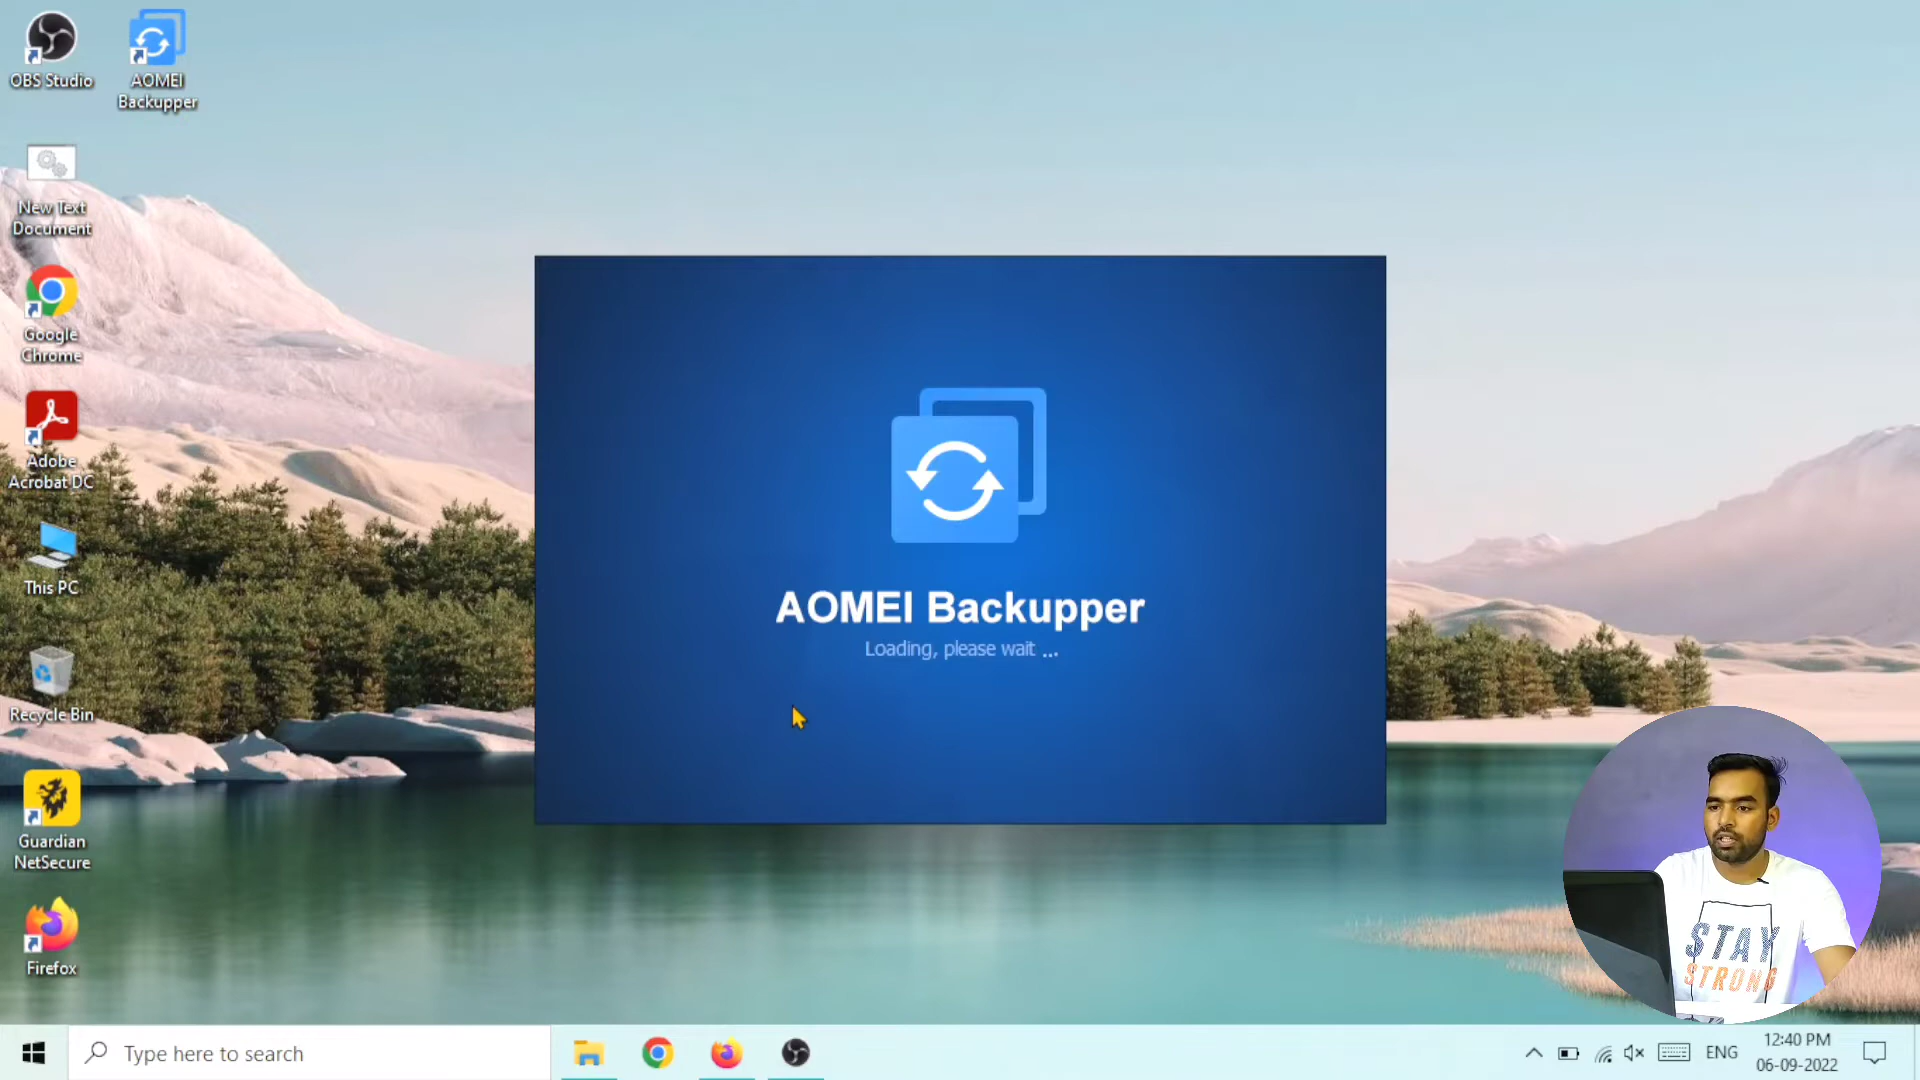 OBS Studio
AOMEI
Backupper
New Text
Document
Google
Chrome
Adobe
Acrobat DC
This PC
Recycle Bin
Guardian
NetSecure
Firefox
AOMEI Backupper
Loading, please wait ...
STAY
STRONG
Type here to search
ENG
12:40 PM
06-09-2022